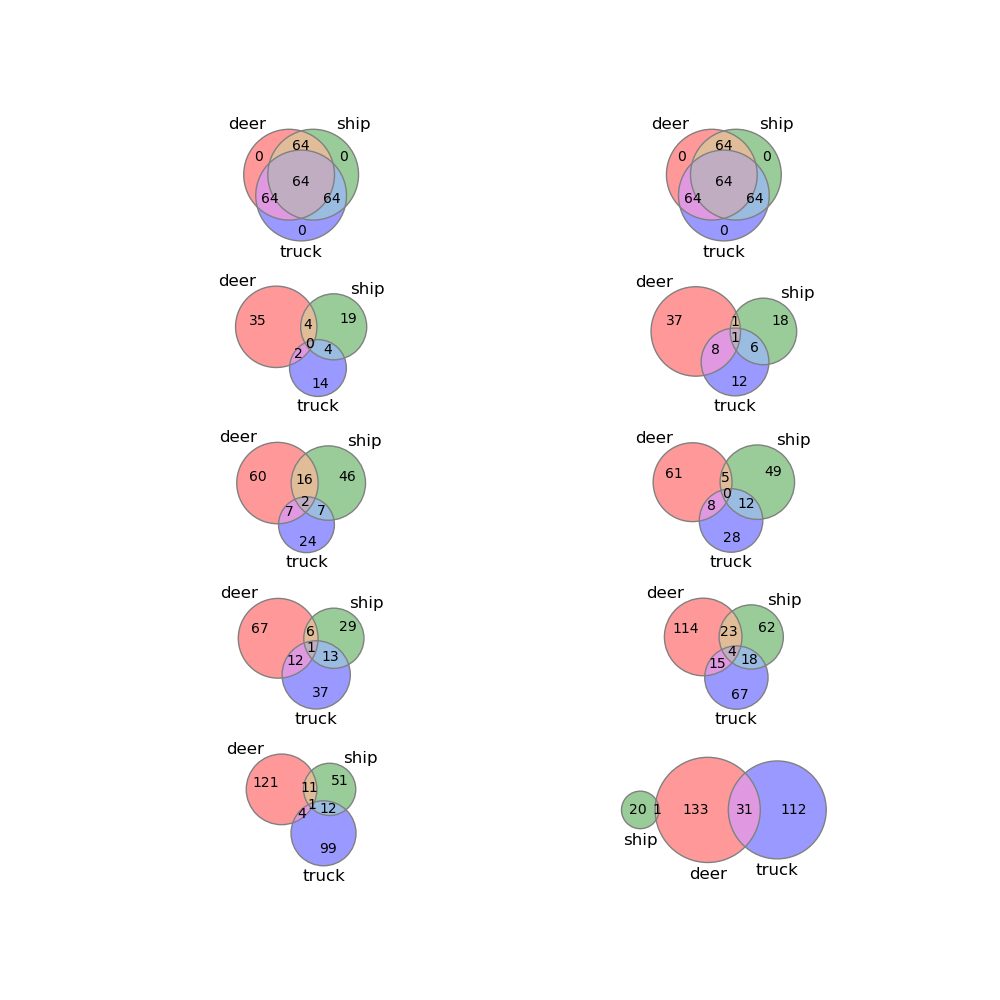 deer ship
64
0 0
64
64 64
0
truck
deer ship
64
0 0
64
64 64
0
truck
deer
ship
35 4 19
0
2 4
14
truck
deer
ship
37 1 18
1
8 6
12
truck
deer ship
60 16 46
2
7 7
24
truck
deer ship
61 5 49
0
8 12
28
truck
deer
ship
67 6 29
1
12 13
37
truck
deer ship
114 23 62
4
15 18
67
truck
deer
ship
121 11 51
1
4 12
99
truck
20 1 133 31 112
ship
deer truck